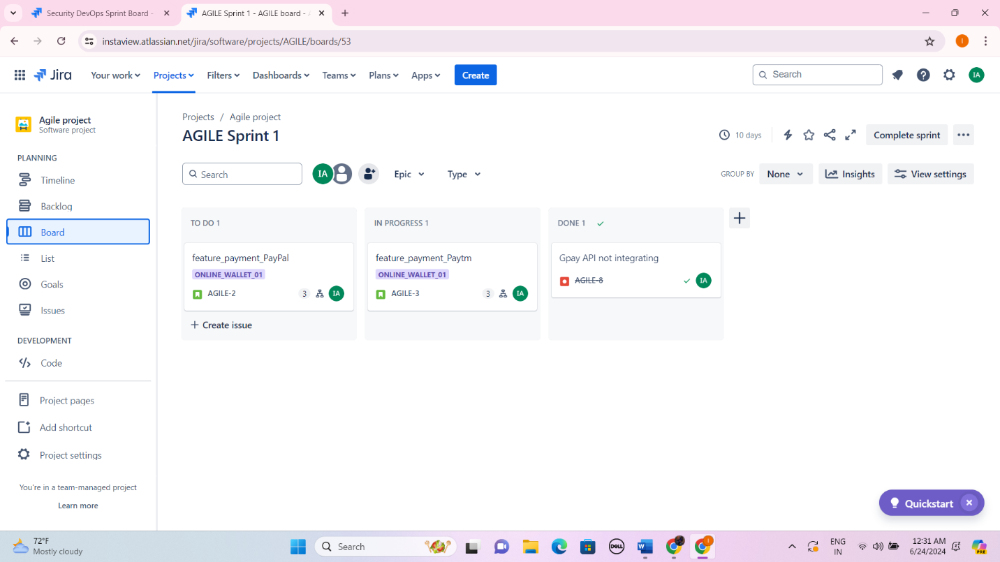 Security DevOps Sprint Board -
AGILE Sprint 1 - AGILE board - A
instaview.atlassian.net/jira/software/projects/AGILE/boards/53
I
Jira
Your work
Projects
Filters
Dashboards
Teams
Plans
Apps
Create
Search
IA
Agile project
Software project
PLANNING
Timeline
Backlog
Board
List
Goals
Issues
DEVELOPMENT
Code
Project pages
Add shortcut
Project settings
You're in a team-managed project
Learn more
Projects / Agile project
AGILE Sprint 1
10 days
Complete sprint
Search
IA
Epic
Type
GROUP BY
None
Insights
View settings
TO DO 1
feature_payment_PayPal
ONLINE_WALLET_01
AGILE-2
3
IA
Create issue
IN PROGRESS 1
feature_payment_Paytm
ONLINE_WALLET_01
AGILE-3
3
IA
DONE 1
Gpay API not integrating
AGILE-8
IA
Quickstart
72°F
Mostly cloudy
Search
DELL
W
I
ENG
IN
12:31 AM
6/24/2024
PRE